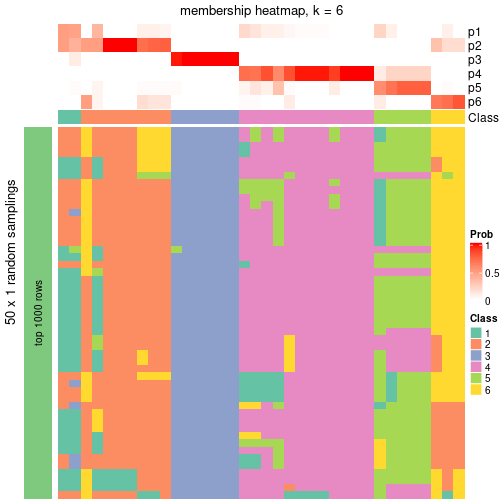 membership heatmap, k = 6
p1
p2
p3
p4
p5
p6
Class
50 x 1 random samplings
top 1000 rows
Prob
1
0.5
0
Class
1
2
3
4
5
6